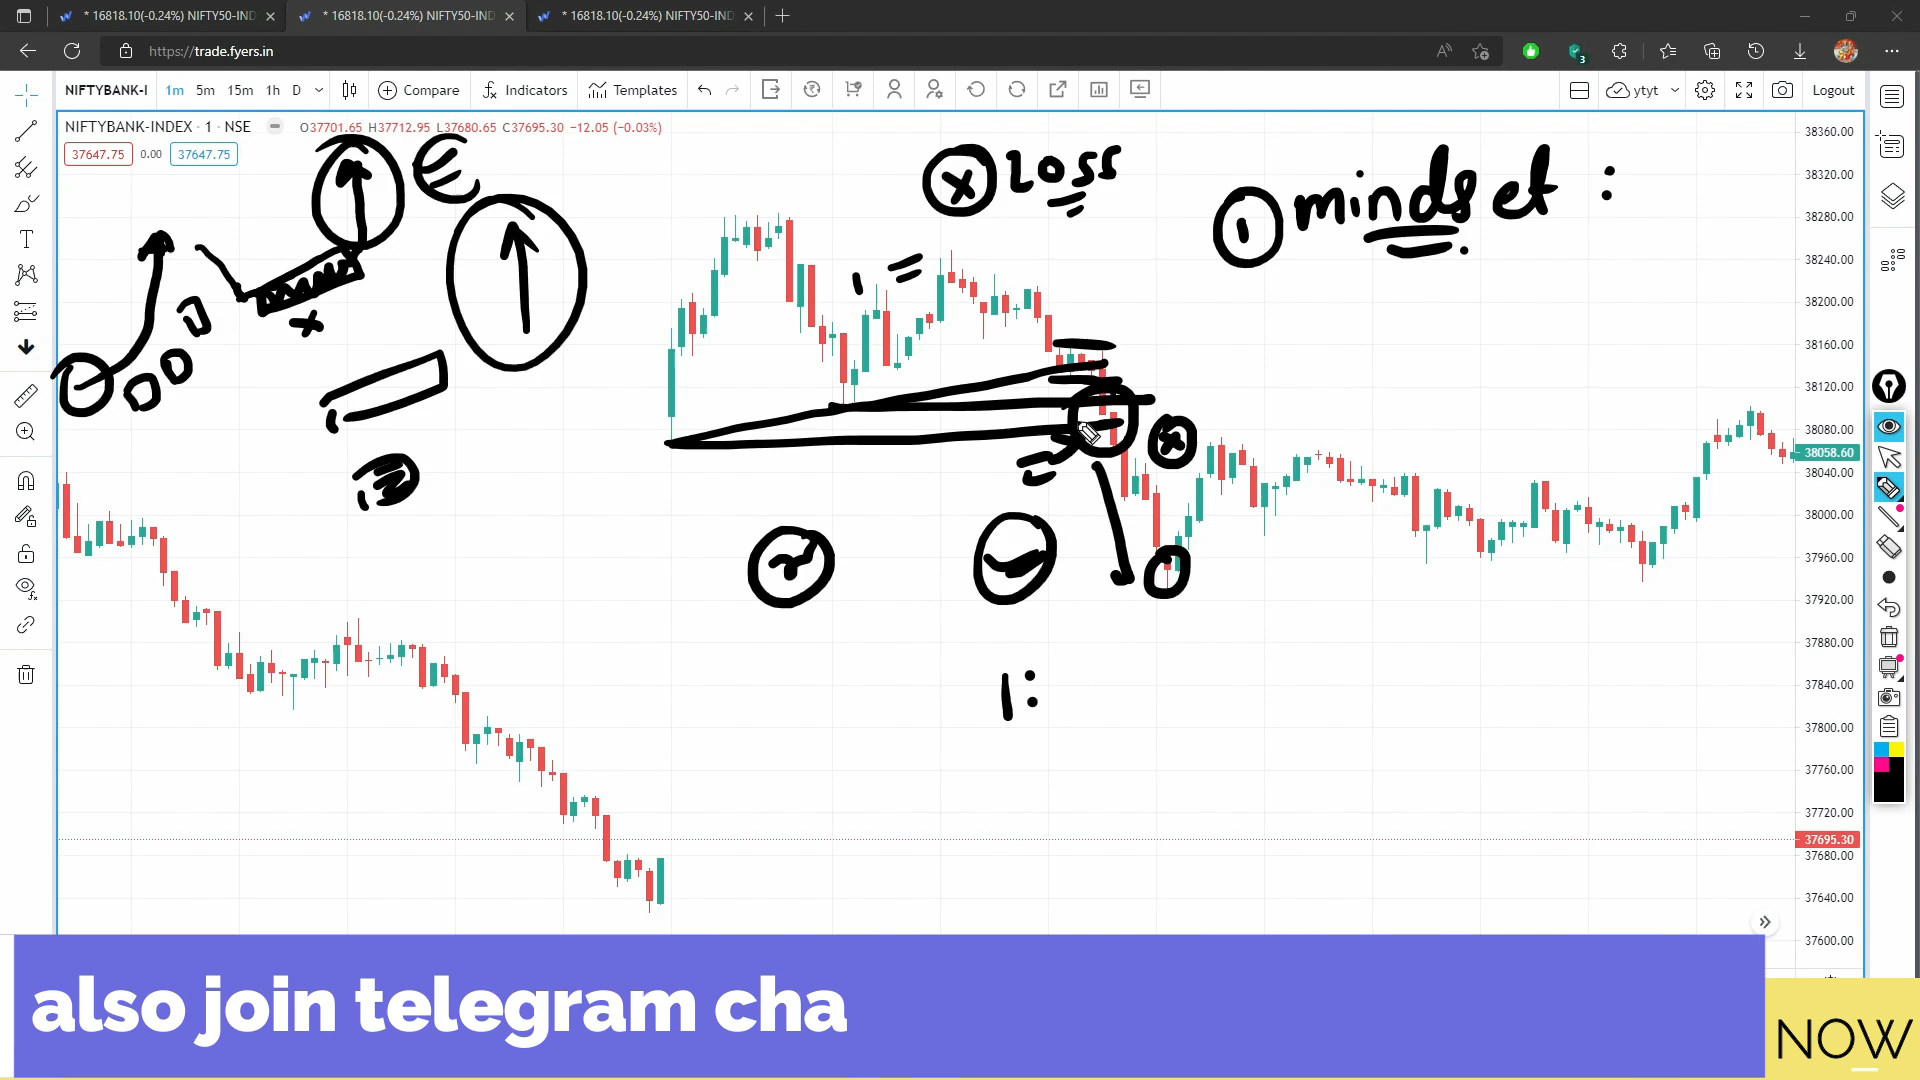 * 16818.10(-0.24%) NIFTY50-IND
* 16818.10(-0.24%) NIFTY50-IND
* 16818.10(-0.24%) NIFTY50-IND
https://trade.fyers.in
3
NIFTYBANK-I 1m 5m 15m 1h D Compare Indicators Templates ytyt Logout
NIFTYBANK-INDEX · 1 · NSE O37701.65 H37712.95 L37680.65 C37695.30 −12.05 (−0.03%)
37647.75 0.00 37647.75
Loss
1 mindset :
1:
38360.00
38320.00
38280.00
38240.00
38200.00
38160.00
38120.00
38080.00
38058.60
38040.00
38000.00
37960.00
37920.00
37880.00
37840.00
37800.00
37760.00
37720.00
37695.30
37680.00
37640.00
37600.00
also join telegram cha
NOW